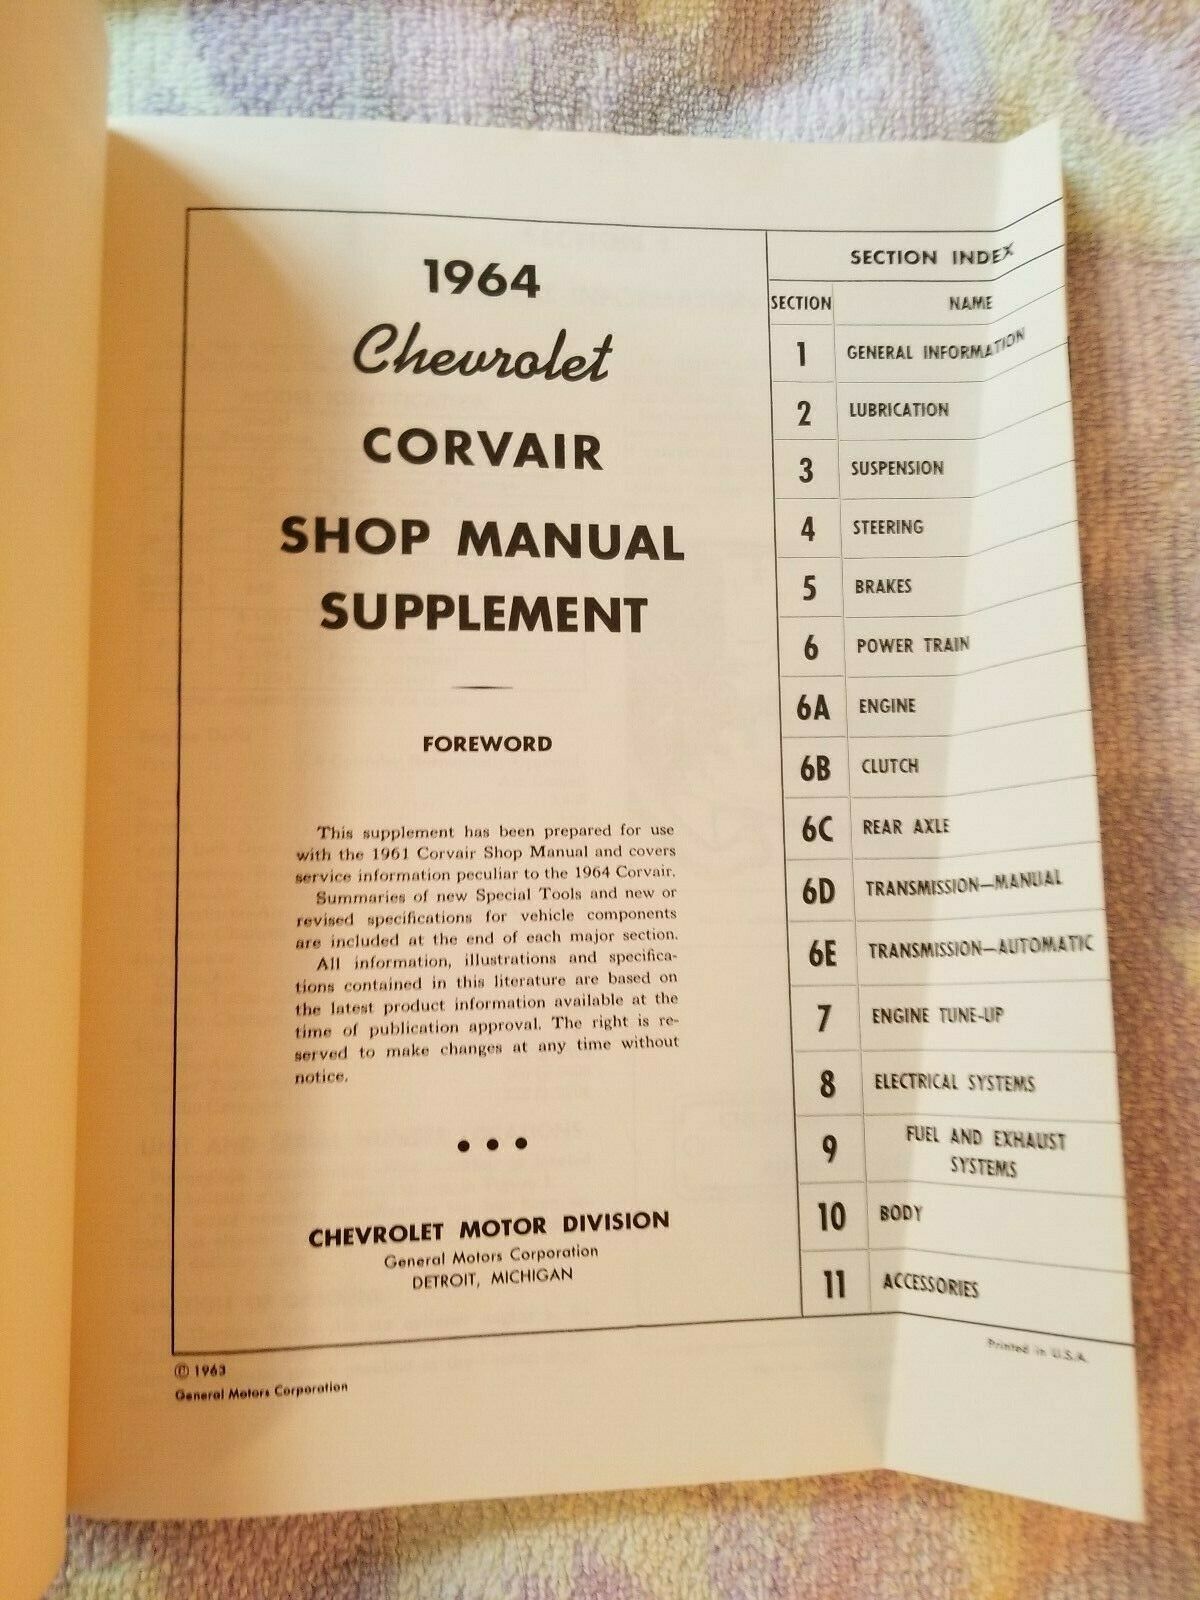 1964
Chevrolet
CORVAIR
SHOP MANUAL
SUPPLEMENT
FOREWORD
This supplement has been prepared for use
with the 1961 Corvair Shop Manual and covers
service information peculiar to the 1964 Corvair.
Summaries of new Special Tools and new or
revised specifications for vehicle components
are included at the end of each major section.
All information, illustrations and specifica-
tions contained in this literature are based on
the latest product information available at the
time of publication approval. The right is re-
served to make changes at any time without
notice.
• • •
CHEVROLET MOTOR DIVISION
General Motors Corporation
DETROIT, MICHIGAN
SECTION INDEX
SECTION NAME
1 GENERAL INFORMATION
2 LUBRICATION
3 SUSPENSION
4 STEERING
5 BRAKES
6 POWER TRAIN
6A ENGINE
6B CLUTCH
6C REAR AXLE
6D TRANSMISSION—MANUAL
6E TRANSMISSION—AUTOMATIC
7 ENGINE TUNE-UP
8 ELECTRICAL SYSTEMS
9 FUEL AND EXHAUST
SYSTEMS
10 BODY
11 ACCESSORIES
© 1963
General Motors Corporation
Printed in U.S.A.